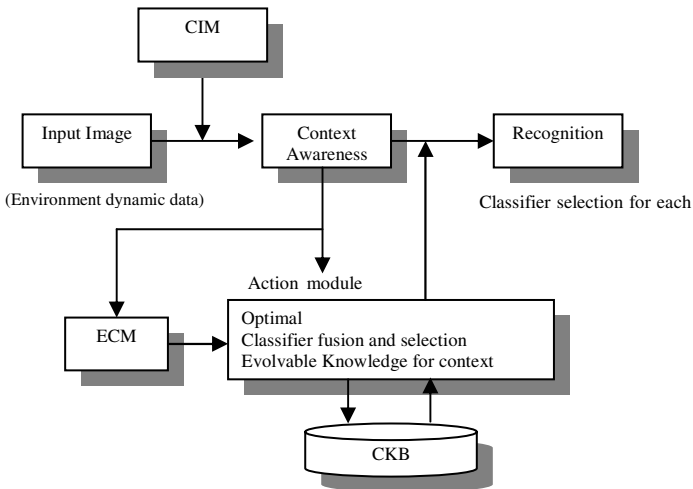 CIM
Input Image
Context
Awareness
Recognition
(Environment dynamic data)
Classifier selection for each
Action module
ECM
Optimal
Classifier fusion and selection
Evolvable Knowledge for context
CKB